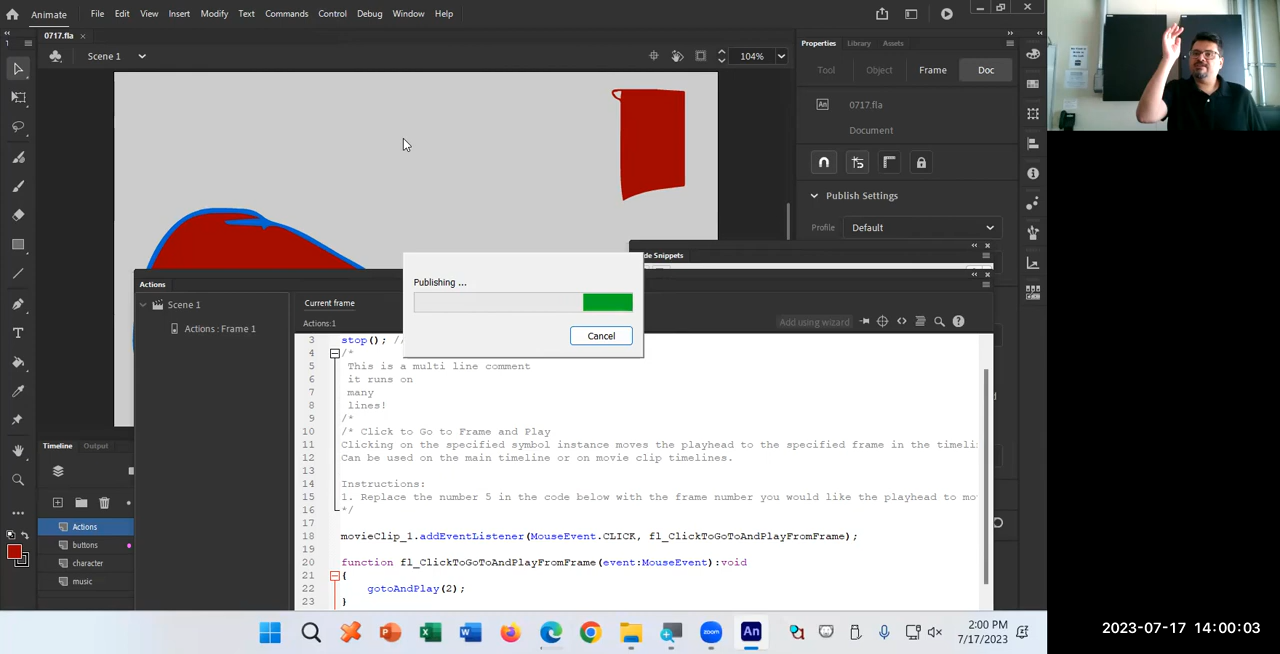 Animate File Edit View Insert Modify Text Commands Control Debug Window Help
0717.fla ×
Scene 1
104%
Properties Library Assets
Tool Object Frame Doc
An 0717.fla
Document
Publish Settings
Profile Default
de Snippets
Actions
Scene 1
Actions : Frame 1
Current frame
Actions:1
Add using wizard
Publishing ...
Cancel
3 stop(); //
4 /*
5 This is a multi line comment
6 it runs on
7 many
8 lines!
9 /*
10 /* Click to Go to Frame and Play
11 Clicking on the specified symbol instance moves the playhead to the specified frame in the timeli
12 Can be used on the main timeline or on movie clip timelines.
13
14 Instructions:
15 1. Replace the number 5 in the code below with the frame number you would like the playhead to mo
16 */
17
18 movieClip_1.addEventListener(MouseEvent.CLICK, fl_ClickToGoToAndPlayFromFrame);
19
20 function fl_ClickToGoToAndPlayFromFrame(event:MouseEvent):void
21 {
22 gotoAndPlay(2);
23 }
Timeline Output
Actions
buttons
character
music
zoom
An
2:00 PM
7/17/2023
2023-07-17 14:00:03